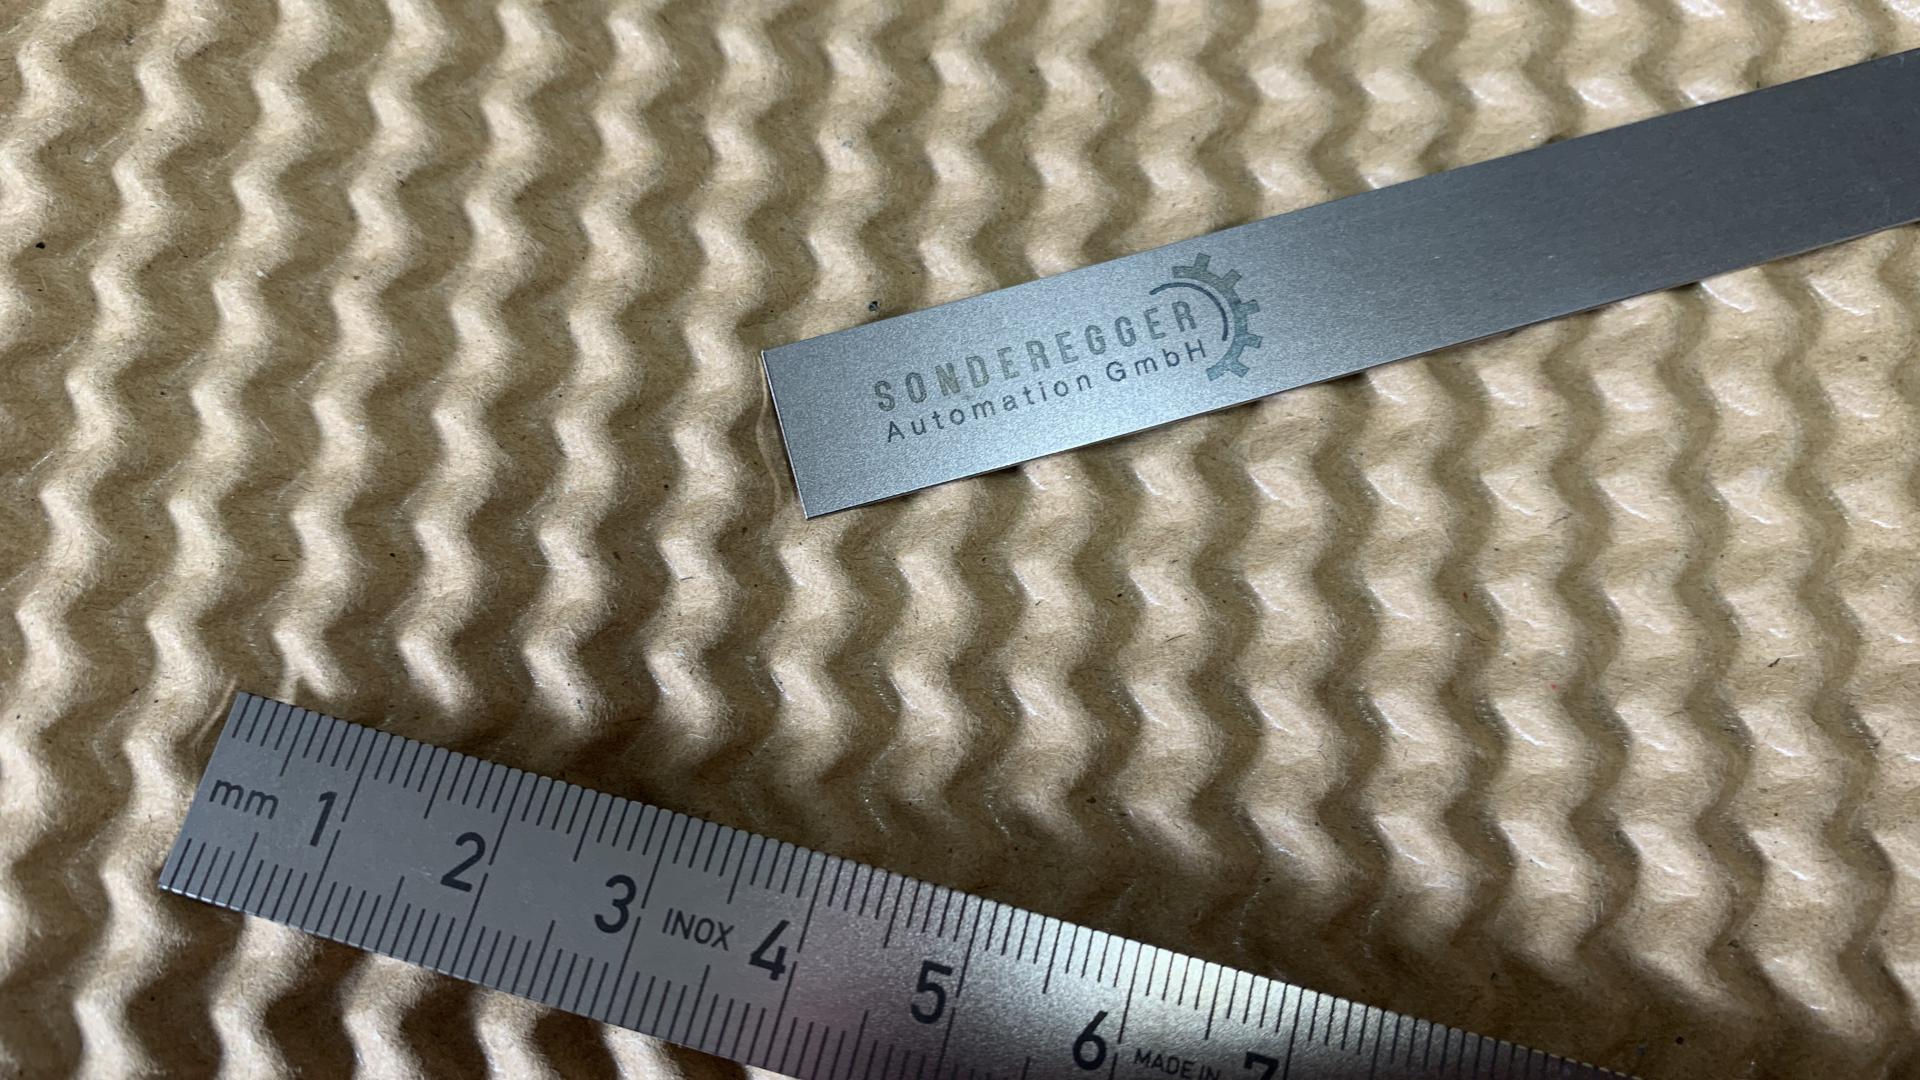 SONDEREGGER
Automation GmbH
mm 1 2 3 INOX 4 5 6 MADE IN 7